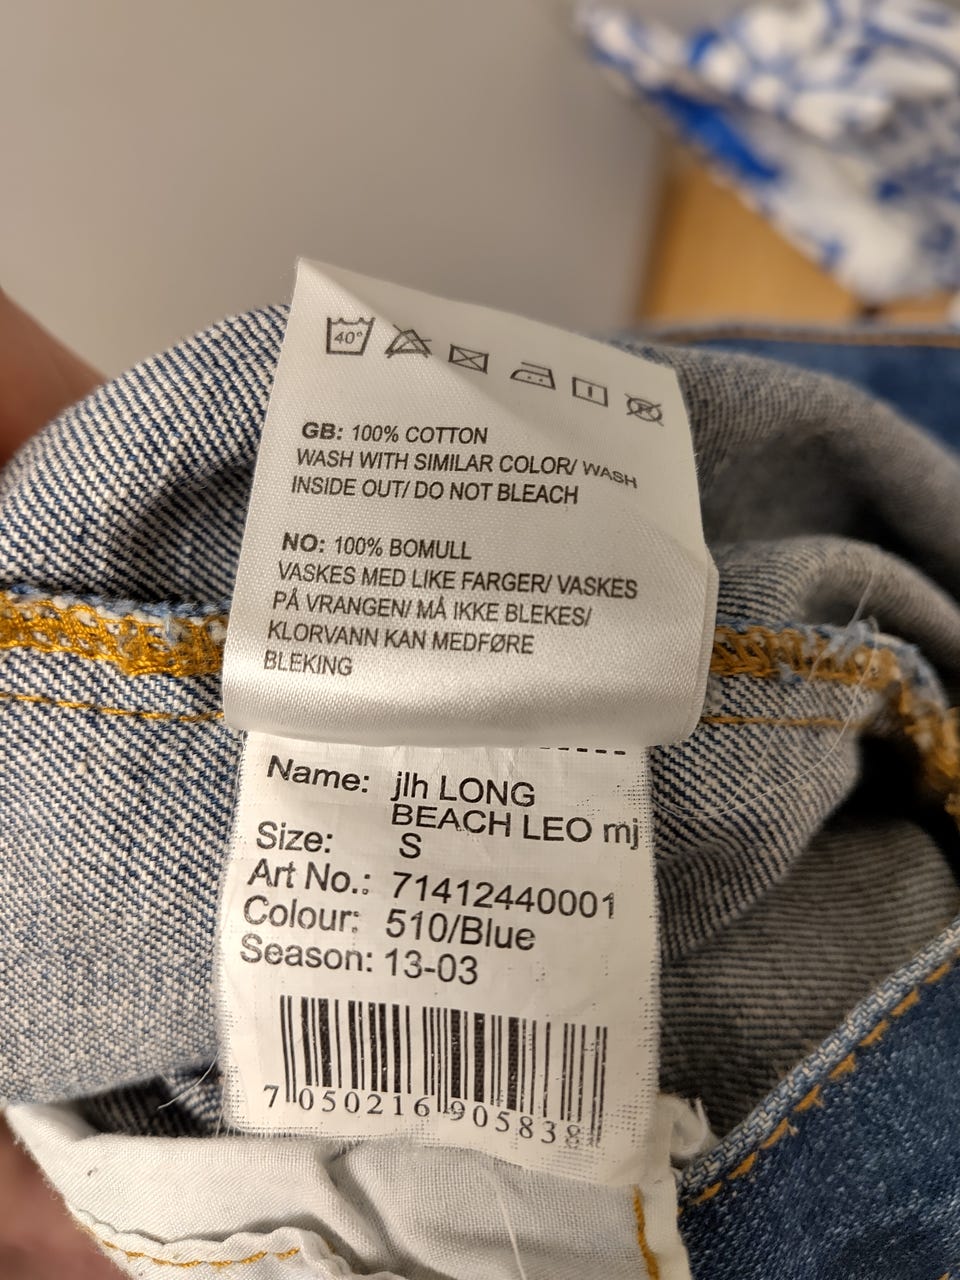 40°
GB: 100% COTTON
WASH WITH SIMILAR COLOR/ WASH
INSIDE OUT/ DO NOT BLEACH
NO: 100% BOMULL
VASKES MED LIKE FARGER/ VASKES
PÅ VRANGEN/ MÅ IKKE BLEKES/
KLORVANN KAN MEDFØRE
BLEKING
Name: jlh LONG
BEACH LEO mj
Size: S
Art No.: 71412440001
Colour: 510/Blue
Season: 13-03
7 050216 90583